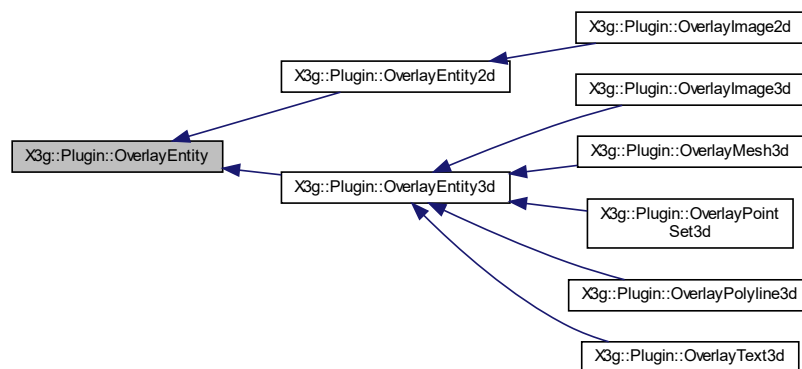 X3g::Plugin::OverlayImage2d
X3g::Plugin::OverlayEntity2d
X3g::Plugin::OverlayImage3d
X3g::Plugin::OverlayEntity
X3g::Plugin::OverlayMesh3d
X3g::Plugin::OverlayEntity3d
X3g::Plugin::OverlayPoint
Set3d
X3g::Plugin::OverlayPolyline3d
X3g::Plugin::OverlayText3d